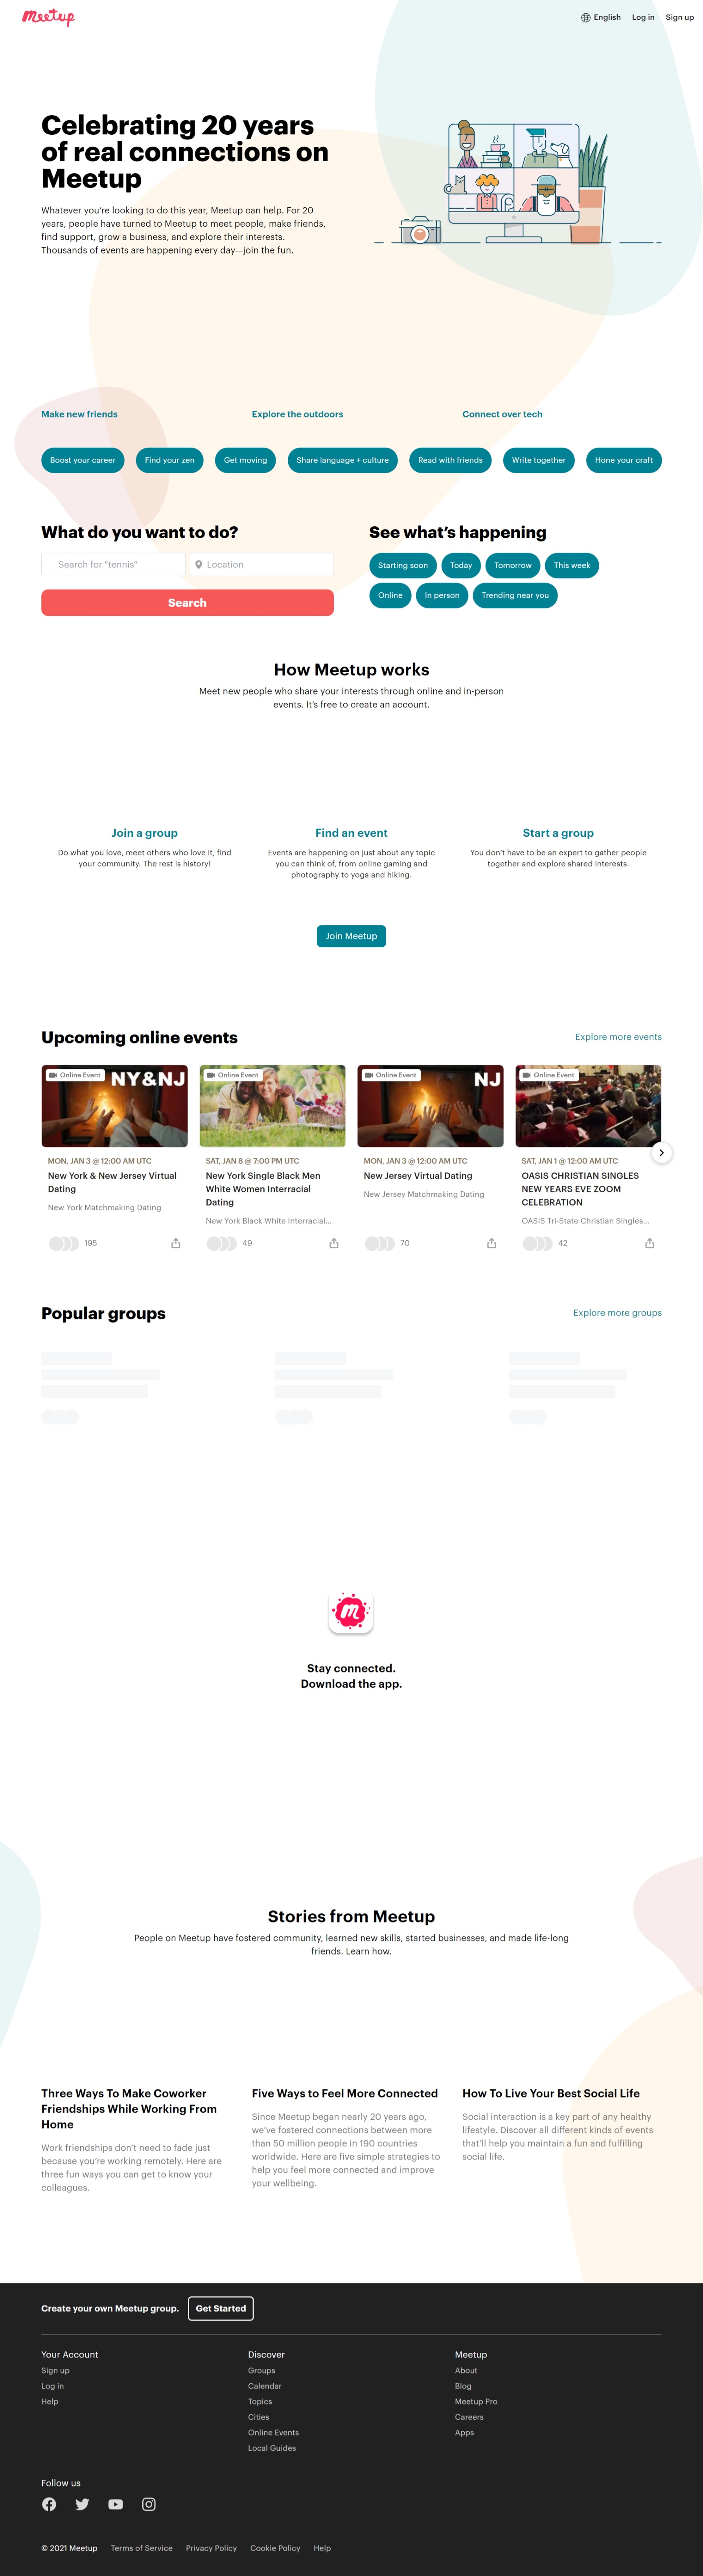 Meetup
English Log in Sign up
Celebrating 20 years
of real connections on
Meetup
Whatever you're looking to do this year, Meetup can help. For 20
years, people have turned to Meetup to meet people, make friends,
find support, grow a business, and explore their interests.
Thousands of events are happening every day—join the fun.
Make new friends
Explore the outdoors
Connect over tech
Boost your career
Find your zen
Get moving
Share language + culture
Read with friends
Write together
Hone your craft
What do you want to do?
Search for "tennis"
Location
Search
See what's happening
Starting soon
Today
Tomorrow
This week
Online
In person
Trending near you
How Meetup works
Meet new people who share your interests through online and in-person
events. It's free to create an account.
Join a group
Do what you love, meet others who love it, find
your community. The rest is history!
Find an event
Events are happening on just about any topic
you can think of, from online gaming and
photography to yoga and hiking.
Start a group
You don't have to be an expert to gather people
together and explore shared interests.
Join Meetup
Upcoming online events
Explore more events
Online Event
NY&NJ
MON, JAN 3 @ 12:00 AM UTC
New York & New Jersey Virtual
Dating
New York Matchmaking Dating
195
Online Event
SAT, JAN 8 @ 7:00 PM UTC
New York Single Black Men
White Women Interracial
Dating
New York Black White Interracial...
49
Online Event
NJ
MON, JAN 3 @ 12:00 AM UTC
New Jersey Virtual Dating
New Jersey Matchmaking Dating
70
Online Event
SAT, JAN 1 @ 12:00 AM UTC
OASIS CHRISTIAN SINGLES
NEW YEARS EVE ZOOM
CELEBRATION
OASIS Tri-State Christian Singles...
42
Popular groups
Explore more groups
m
Stay connected.
Download the app.
Stories from Meetup
People on Meetup have fostered community, learned new skills, started businesses, and made life-long
friends. Learn how.
Three Ways To Make Coworker
Friendships While Working From
Home
Work friendships don't need to fade just
because you're working remotely. Here are
three fun ways you can get to know your
colleagues.
Five Ways to Feel More Connected
Since Meetup began nearly 20 years ago,
we've fostered connections between more
than 50 million people in 190 countries
worldwide. Here are five simple strategies to
help you feel more connected and improve
your wellbeing.
How To Live Your Best Social Life
Social interaction is a key part of any healthy
lifestyle. Discover all different kinds of events
that'll help you maintain a fun and fulfilling
social life.
Create your own Meetup group.
Get Started
Your Account
Sign up
Log in
Help
Discover
Groups
Calendar
Topics
Cities
Online Events
Local Guides
Meetup
About
Blog
Meetup Pro
Careers
Apps
Follow us
© 2021 Meetup Terms of Service Privacy Policy Cookie Policy Help